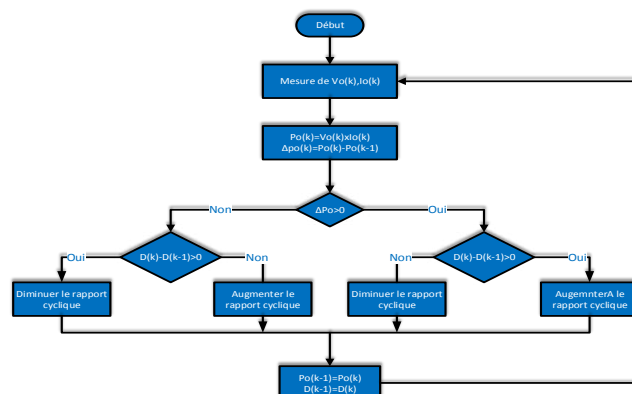 Début
Mesure de Vo(k),Io(k)
Po(k)=Vo(k)xIo(k)
Δpo(k)=Po(k)-Po(k-1)
ΔPo>0
Non
Oui
D(k)-D(k-1)>0
Oui
Non
D(k)-D(k-1)>0
Non
Oui
Diminuer le rapport
cyclique
Augmenter le
rapport cyclique
Diminuer le rapport
cyclique
AugemnterA le
rapport cyclique
Po(k-1)=Po(k)
D(k-1)=D(k)